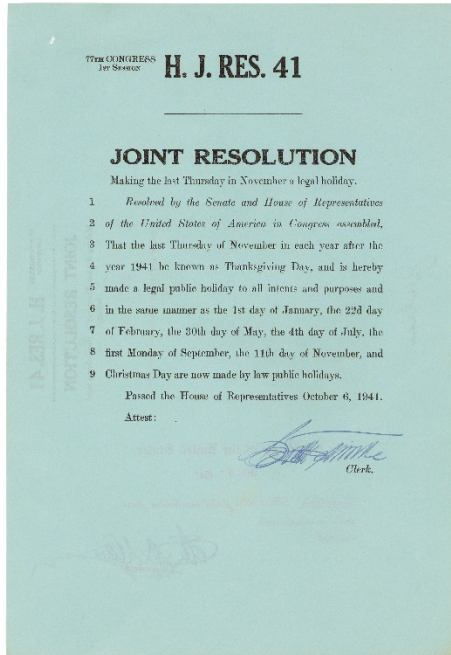 77TH CONGRESS
1ST SESSION
H. J. RES. 41
JOINT RESOLUTION
Making the last Thursday in November a legal holiday.
1 Resolved by the Senate and House of Representatives
2 of the United States of America in Congress assembled,
3 That the last Thursday of November in each year after the
4 year 1941 be known as Thanksgiving Day, and is hereby
5 made a legal public holiday to all intents and purposes and
6 in the same manner as the 1st day of January, the 22d day
7 of February, the 30th day of May, the 4th day of July, the
8 first Monday of September, the 11th day of November, and
9 Christmas Day are now made by law public holidays.
Passed the House of Representatives October 6, 1941.
Attest:
Clerk.